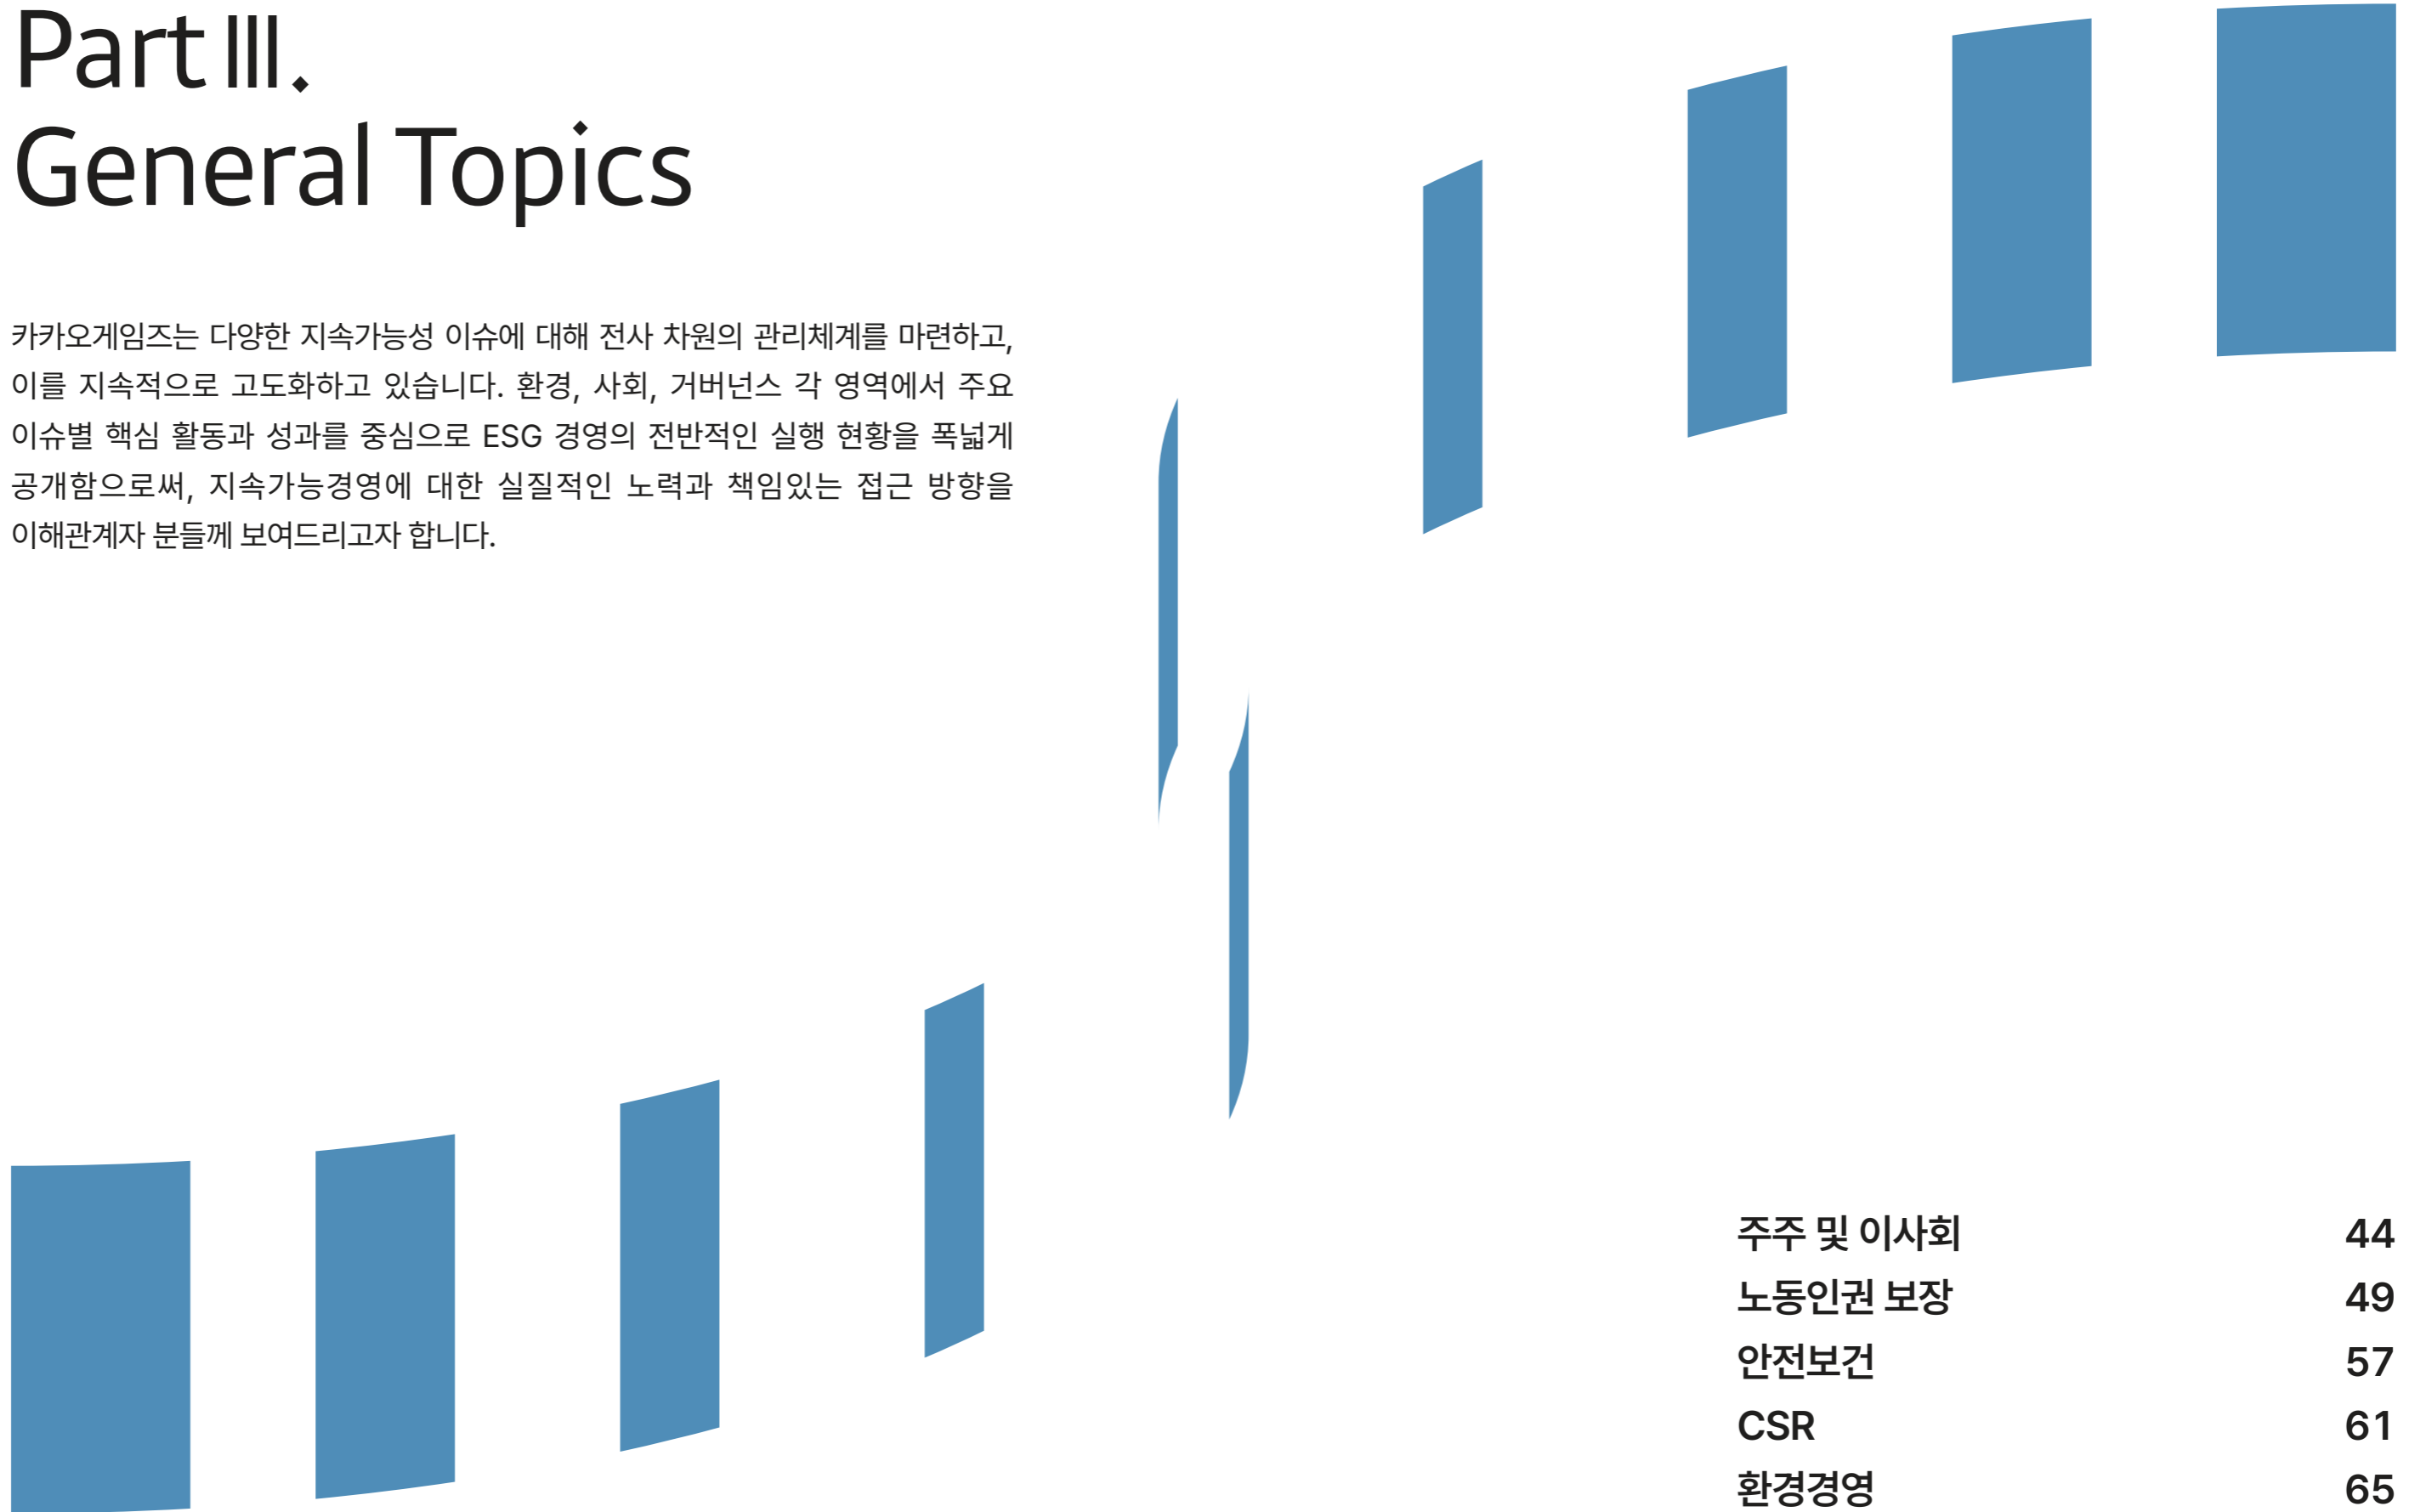 Part III.
General Topics
카카오게임즈는 다양한 지속가능성 이슈에 대해 전사 차원의 관리체계를 마련하고,
이를 지속적으로 고도화하고 있습니다. 환경, 사회, 거버넌스 각 영역에서 주요
이슈별 핵심 활동과 성과를 중심으로 ESG 경영의 전반적인 실행 현황을 폭넓게
공개함으로써, 지속가능경영에 대한 실질적인 노력과 책임있는 접근 방향을
이해관계자 분들께 보여드리고자 합니다.
주주 및 이사회 44
노동인권 보장 49
안전보건 57
CSR 61
환경경영 65